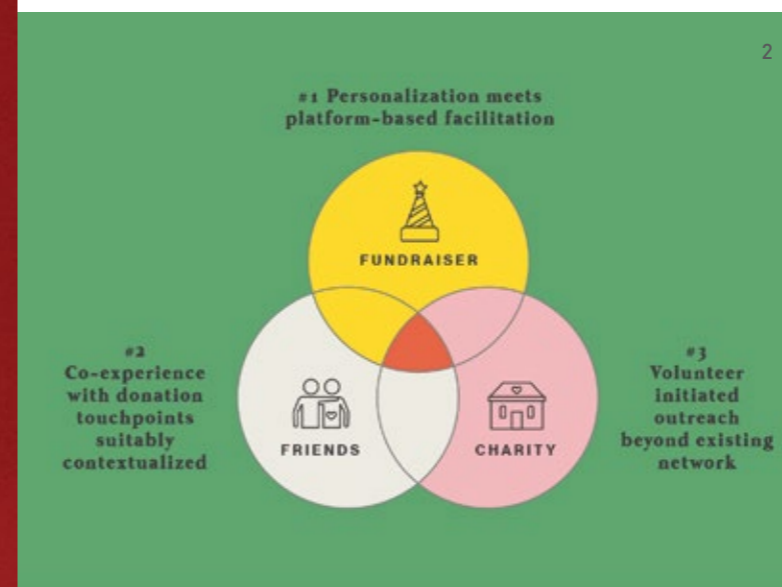 2
#1 Personalization meets
platform-based facilitation
FUNDRAISER
#2
Co-experience
with donation
touchpoints
suitably
contextualized
FRIENDS
CHARITY
#3
Volunteer
initiated
outreach
beyond existing
network